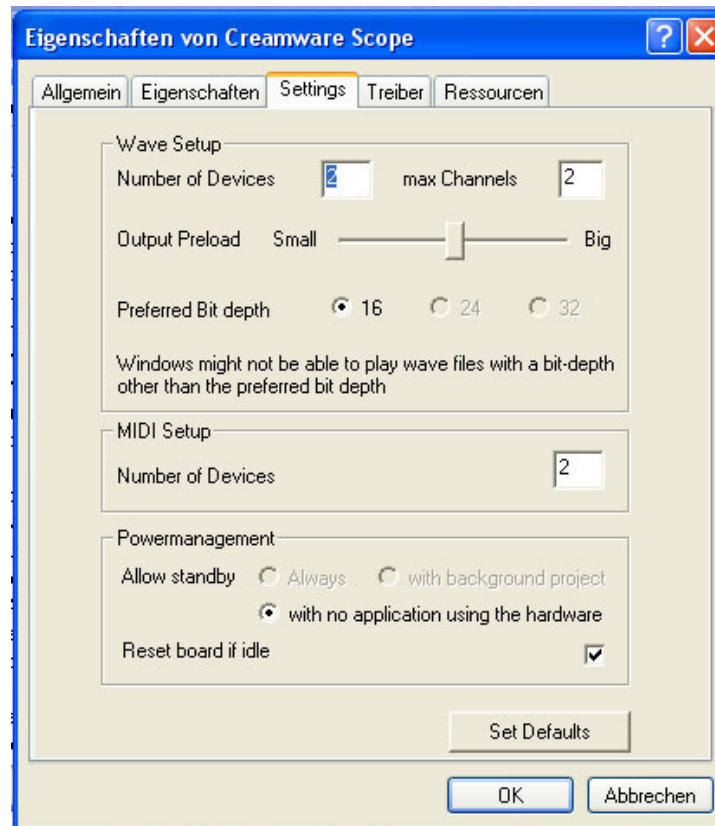 Eigenschaften von Creamware Scope
Allgemein Eigenschaften Settings Treiber Ressourcen
Wave Setup
Number of Devices 2 max Channels 2
Output Preload Small Big
Preferred Bit depth 16 24 32
Windows might not be able to play wave files with a bit-depth
other than the preferred bit depth
MIDI Setup
Number of Devices 2
Powermanagement
Allow standby Always with background project
with no application using the hardware
Reset board if idle
Set Defaults
OK Abbrechen